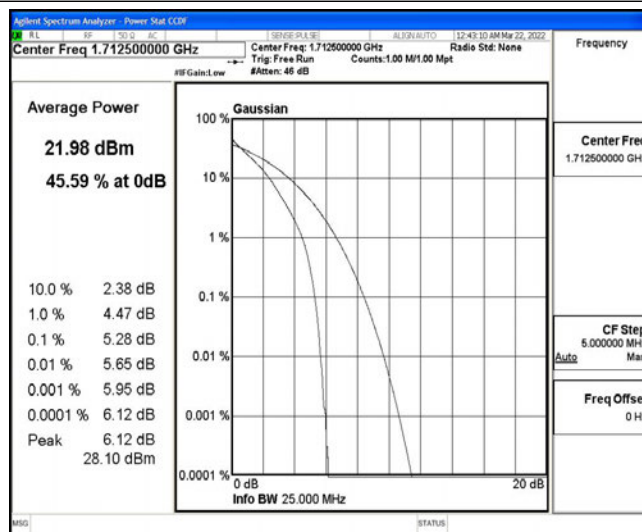 Agilent Spectrum Analyzer - Power Stat CCDF
RL RF 50 Ω AC SENSE:PULSE ALIGN AUTO 12:43:10 AM Mar 22, 2022
Center Freq 1.712500000 GHz
Center Freq: 1.712500000 GHz Radio Std: None
Trig: Free Run Counts:1.00 M/1.00 Mpt
#IFGain:Low #Atten: 46 dB
Frequency
Average Power
21.98 dBm
45.59 % at 0dB
10.0 % 2.38 dB
1.0 % 4.47 dB
0.1 % 5.28 dB
0.01 % 5.65 dB
0.001 % 5.95 dB
0.0001 % 6.12 dB
Peak 6.12 dB
28.10 dBm
Gaussian
100 %
10 %
1 %
0.1 %
0.01 %
0.001 %
0.0001 %
0 dB 20 dB
Info BW 25.000 MHz
Center Fre
1.712500000 GH
CF Step
5.000000 MH
Auto Ma
Freq Offse
0 H
MSG STATUS